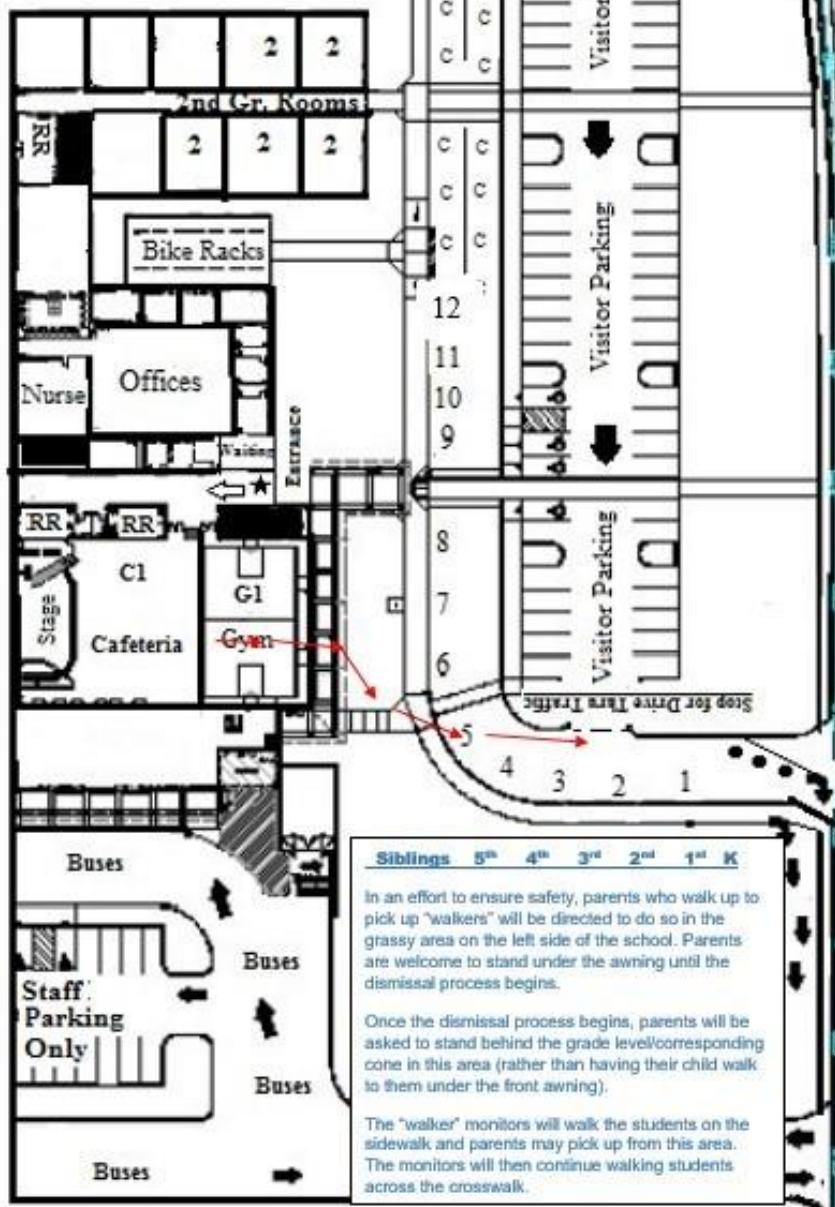 C C
C C
Visitor
2 2
2nd Gr. Rooms
RR
2 2 2
C C
C C
C C
Bike Racks
12
11
10
9
Visitor Parking
Nurse
Offices
Waiting
Entrance
RR
RR
C1
Stage
Cafeteria
G1
Gym
8
7
6
Visitor Parking
Stop for Drive Thru Traffic
5
4
3
2
1
Buses
Buses
Staff
Parking
Only
Buses
Buses
Siblings 5th 4th 3rd 2nd 1st K
In an effort to ensure safety, parents who walk up to
pick up "walkers" will be directed to do so in the
grassy area on the left side of the school. Parents
are welcome to stand under the awning until the
dismissal process begins.
Once the dismissal process begins, parents will be
asked to stand behind the grade level/corresponding
cone in this area (rather than having their child walk
to them under the front awning).
The "walker" monitors will walk the students on the
sidewalk and parents may pick up from this area.
The monitors will then continue walking students
across the crosswalk.